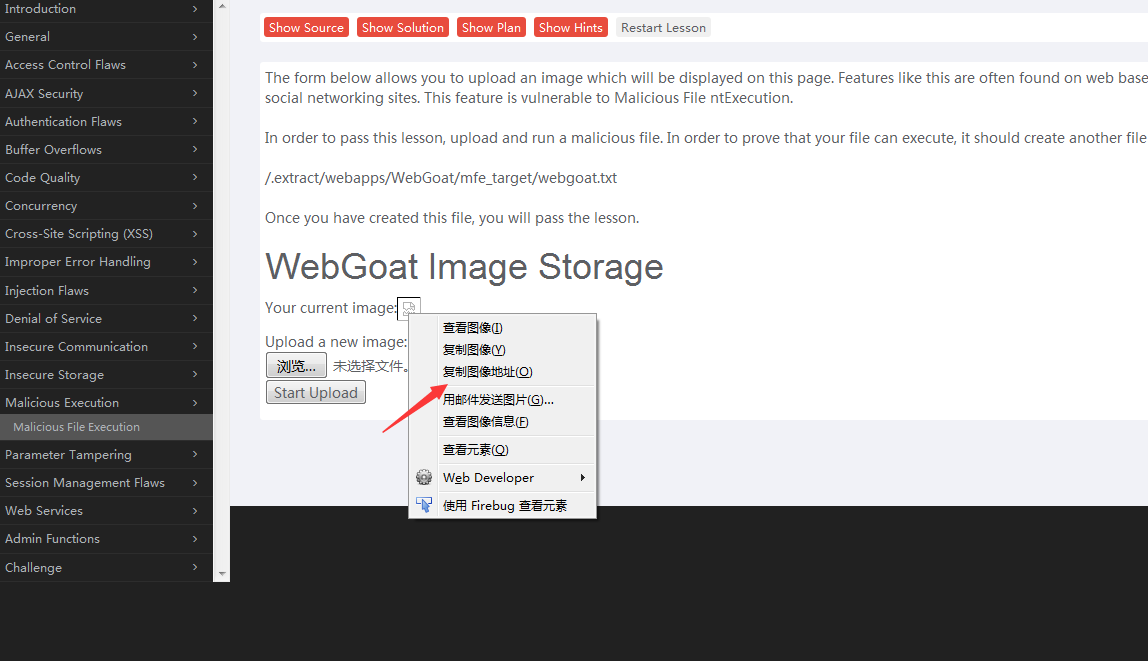 Introduction
General
Access Control Flaws
AJAX Security
Authentication Flaws
Buffer Overflows
Code Quality
Concurrency
Cross-Site Scripting (XSS)
Improper Error Handling
Injection Flaws
Denial of Service
Insecure Communication
Insecure Storage
Malicious Execution
Malicious File Execution
Parameter Tampering
Session Management Flaws
Web Services
Admin Functions
Challenge
Show Source Show Solution Show Plan Show Hints Restart Lesson
The form below allows you to upload an image which will be displayed on this page. Features like this are often found on web base
social networking sites. This feature is vulnerable to Malicious File ntExecution.
In order to pass this lesson, upload and run a malicious file. In order to prove that your file can execute, it should create another file
/.extract/webapps/WebGoat/mfe_target/webgoat.txt
Once you have created this file, you will pass the lesson.
WebGoat Image Storage
Your current image:
Upload a new image:
浏览... 未选择文件。
Start Upload
查看图像(I)
复制图像(Y)
复制图像地址(O)
用邮件发送图片(G)...
查看图像信息(F)
查看元素(Q)
Web Developer
使用 Firebug 查看元素